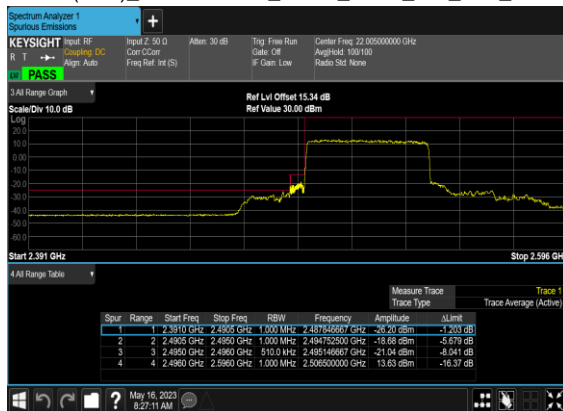 Spectrum Analyzer 1
Spurious Emissions
KEYSIGHT Input: RF Input Z: 50 Ω Atten: 30 dB Trig: Free Run Center Freq: 22.005000000 GHz
R T Coupling: DC Corr CCorr Gate: Off Avg|Hold: 100/100
Align: Auto Freq Ref: Int (S) IF Gain: Low Radio Std: None
PASS
3 All Range Graph
Ref Lvl Offset 15.34 dB
Scale/Div 10.0 dB Ref Value 30.00 dBm
Log
20.0
10.0
0.00
-10.0
-20.0
-30.0
-40.0
-50.0
-60.0
Start 2.391 GHz Stop 2.596 GH
4 All Range Table
Measure Trace Trace 1
Trace Type Trace Average (Active)
Spur Range Start Freq Stop Freq RBW Frequency Amplitude ΔLimit
1 1 2.3910 GHz 2.4905 GHz 1.000 MHz 2.487846667 GHz -26.20 dBm -1.203 dB
2 2 2.4905 GHz 2.4950 GHz 1.000 MHz 2.494752500 GHz -18.68 dBm -5.679 dB
3 3 2.4950 GHz 2.4960 GHz 510.0 kHz 2.495146667 GHz -21.04 dBm -8.041 dB
4 4 2.4960 GHz 2.5960 GHz 1.000 MHz 2.506500000 GHz 13.63 dBm -16.37 dB
May 16, 2023
8:27:11 AM